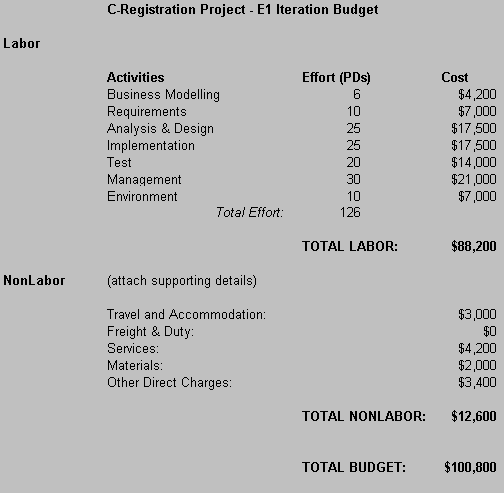 C-Registration Project - E1 Iteration Budget
Labor
Activities Effort (PDs) Cost
Business Modelling 6 $4,200
Requirements 10 $7,000
Analysis & Design 25 $17,500
Implementation 25 $17,500
Test 20 $14,000
Management 30 $21,000
Environment 10 $7,000
Total Effort: 126
TOTAL LABOR: $88,200
NonLabor (attach supporting details)
Travel and Accommodation: $3,000
Freight & Duty: $0
Services: $4,200
Materials: $2,000
Other Direct Charges: $3,400
TOTAL NONLABOR: $12,600
TOTAL BUDGET: $100,800